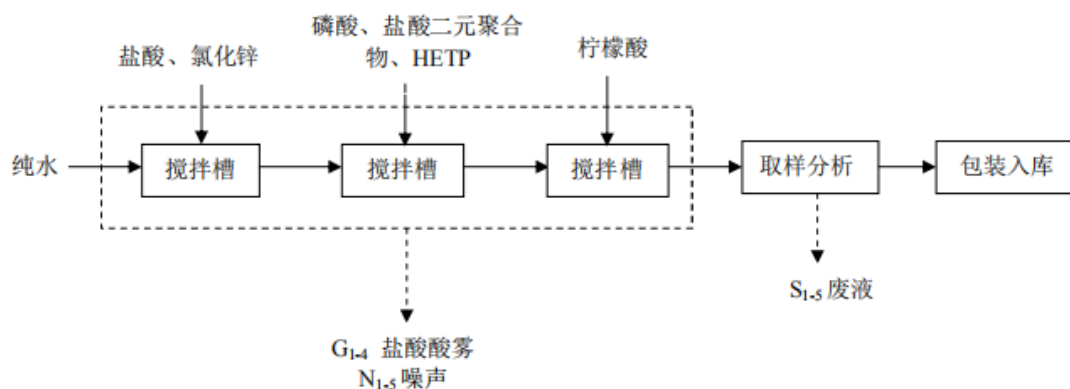 盐酸、氯化锌
磷酸、盐酸二元聚合
物、HETP
柠檬酸
纯水
搅拌槽
搅拌槽
搅拌槽
取样分析
包装入库
S₁₋₅ 废液
G₁₋₄ 盐酸酸雾
N₁₋₅ 噪声